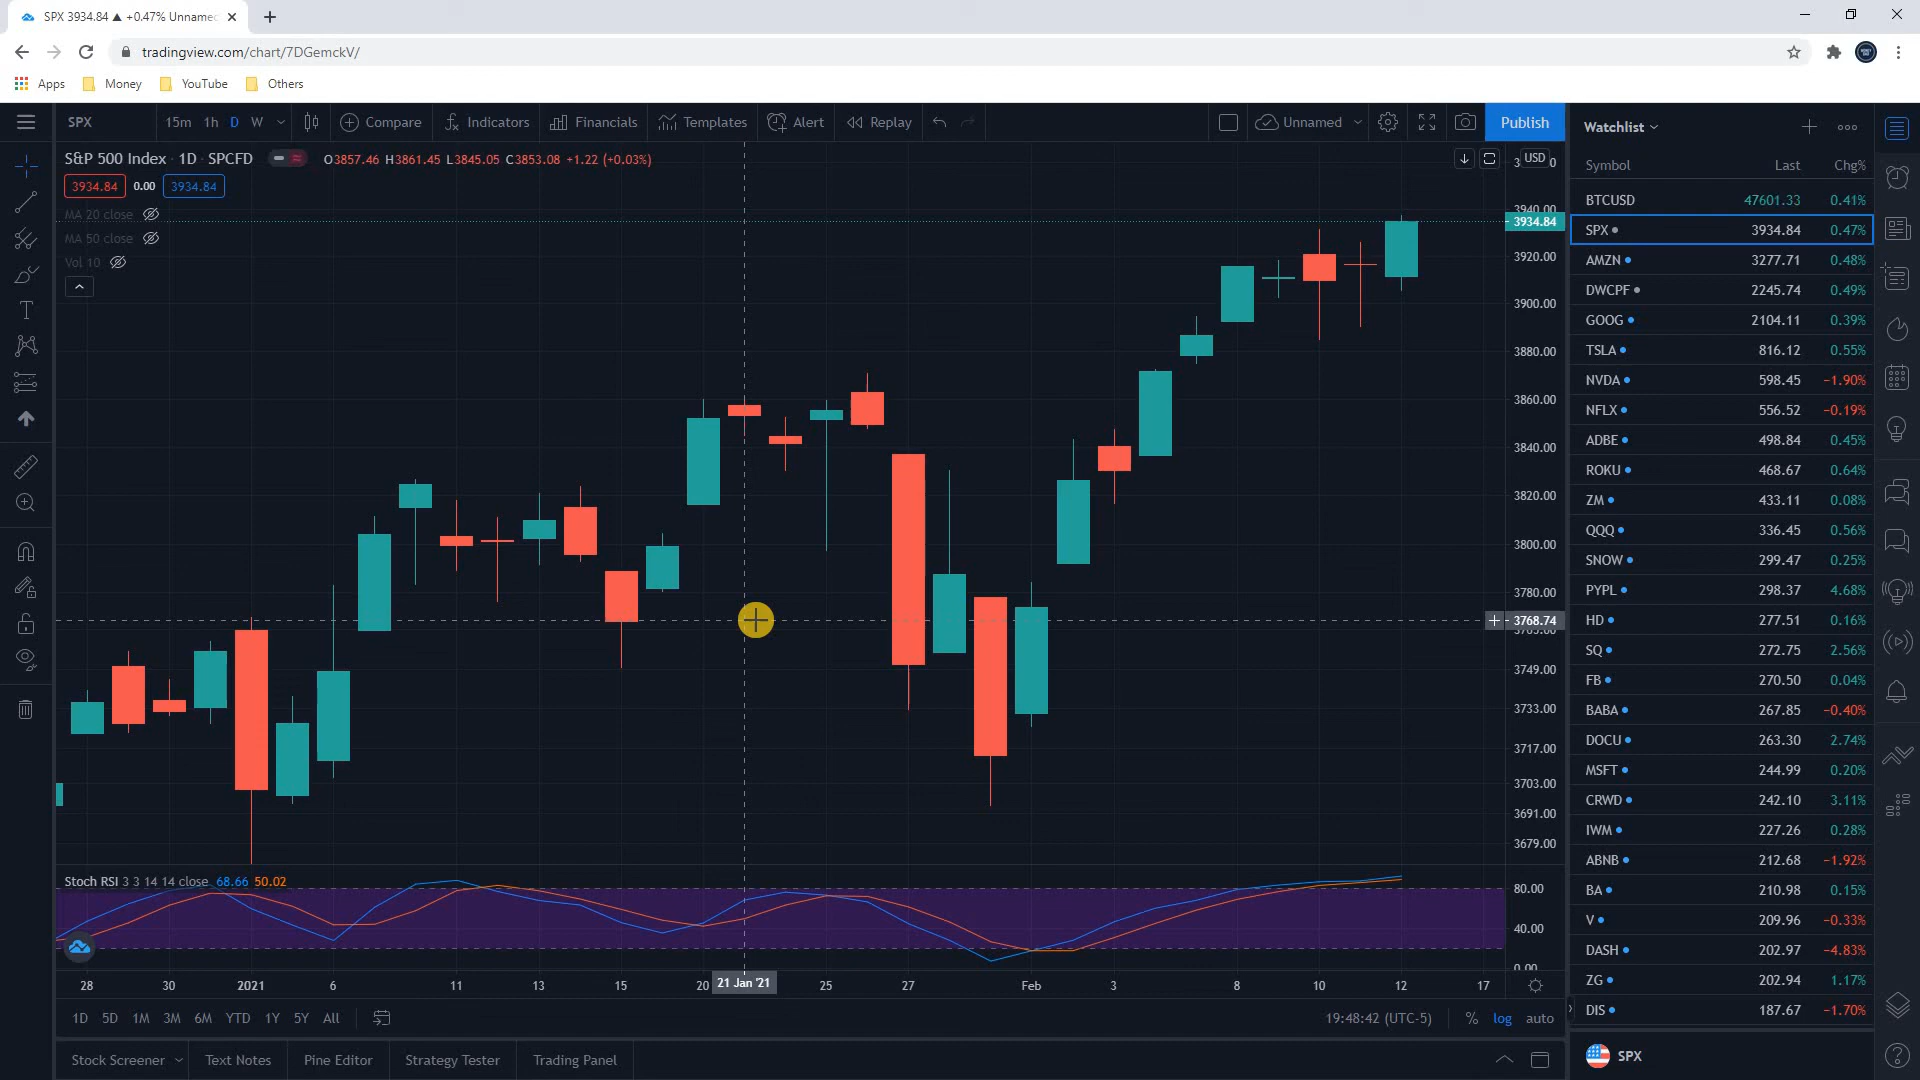 SPX 3934.84 ▲ +0.47% Unname
tradingview.com/chart/7DGemckV/
Apps Money YouTube Others
SPX 15m 1h D W Compare Indicators Financials Templates Alert Replay Unnamed Publish
S&P 500 Index · 1D · SPCFD O3857.46 H3861.45 L3845.05 C3853.08 +1.22 (+0.03%)
3934.84 0.00 3934.84
MA 20 close
MA 50 close
Vol 10
USD
3940.00
3934.84
3920.00
3900.00
3880.00
3860.00
3840.00
3820.00
3800.00
3780.00
3768.74
3749.00
3733.00
3717.00
3703.00
3691.00
3679.00
Stoch RSI 3 3 14 14 close 68.66 50.02
80.00
40.00
0.00
28 30 2021 6 11 13 15 20 21 Jan '21 25 27 Feb 3 8 10 12 17
1D 5D 1M 3M 6M YTD 1Y 5Y All 19:48:42 (UTC-5) % log auto
Stock Screener Text Notes Pine Editor Strategy Tester Trading Panel
Watchlist
Symbol Last Chg%
BTCUSD 47601.33 0.41%
SPX 3934.84 0.47%
AMZN 3277.71 0.48%
DWCPF 2245.74 0.49%
GOOG 2104.11 0.39%
TSLA 816.12 0.55%
NVDA 598.45 −1.90%
NFLX 556.52 −0.19%
ADBE 498.84 0.45%
ROKU 468.67 0.64%
ZM 433.11 0.08%
QQQ 336.45 0.56%
SNOW 299.47 0.25%
PYPL 298.37 4.68%
HD 277.51 0.16%
SQ 272.75 2.56%
FB 270.50 0.04%
BABA 267.85 −0.40%
DOCU 263.30 2.74%
MSFT 244.99 0.20%
CRWD 242.10 3.11%
IWM 227.26 0.28%
ABNB 212.68 −1.92%
BA 210.98 0.15%
V 209.96 −0.33%
DASH 202.97 −4.83%
ZG 202.94 1.17%
DIS 187.67 −1.70%
SPX